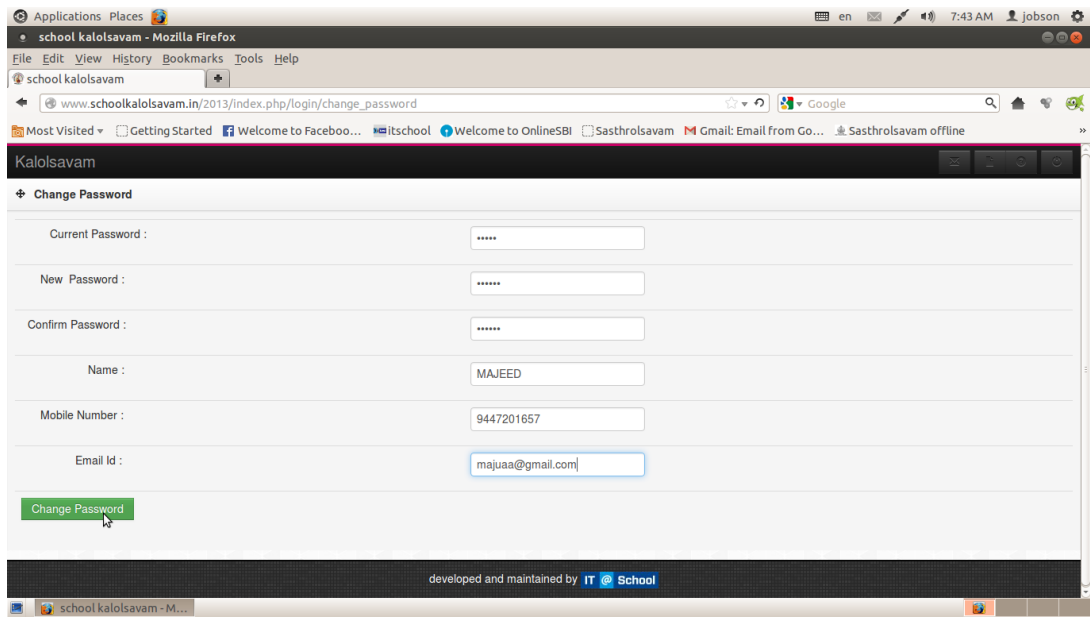 Applications Places en 7:43 AM jobson
school kalolsavam - Mozilla Firefox
File Edit View History Bookmarks Tools Help
school kalolsavam
www.schoolkalolsavam.in/2013/index.php/login/change_password Google
Most Visited Getting Started Welcome to Faceboo... itschool Welcome to OnlineSBI Sasthrolsavam Gmail: Email from Go... Sasthrolsavam offline »
Kalolsavam
Change Password
Current Password : •••••
New Password : ••••••
Confirm Password : ••••••
Name : MAJEED
Mobile Number : 9447201657
Email Id : majuaa@gmail.com
Change Password
developed and maintained by IT @ School
school kalolsavam - M...